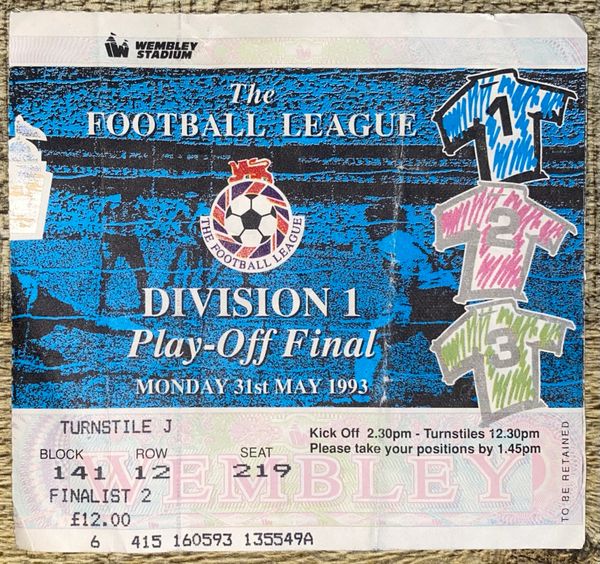 WEMBLEY
STADIUM
The
FOOTBALL LEAGUE
1
2
3
THE FOOTBALL LEAGUE
DIVISION 1
Play-Off Final
MONDAY 31st MAY 1993
TURNSTILE J
BLOCK ROW SEAT
141 12 219
FINALIST 2
£12.00
6 415 160593 135549A
Kick Off 2.30pm - Turnstiles 12.30pm
Please take your positions by 1.45pm
WEMBLEY
TO BE RETAINED